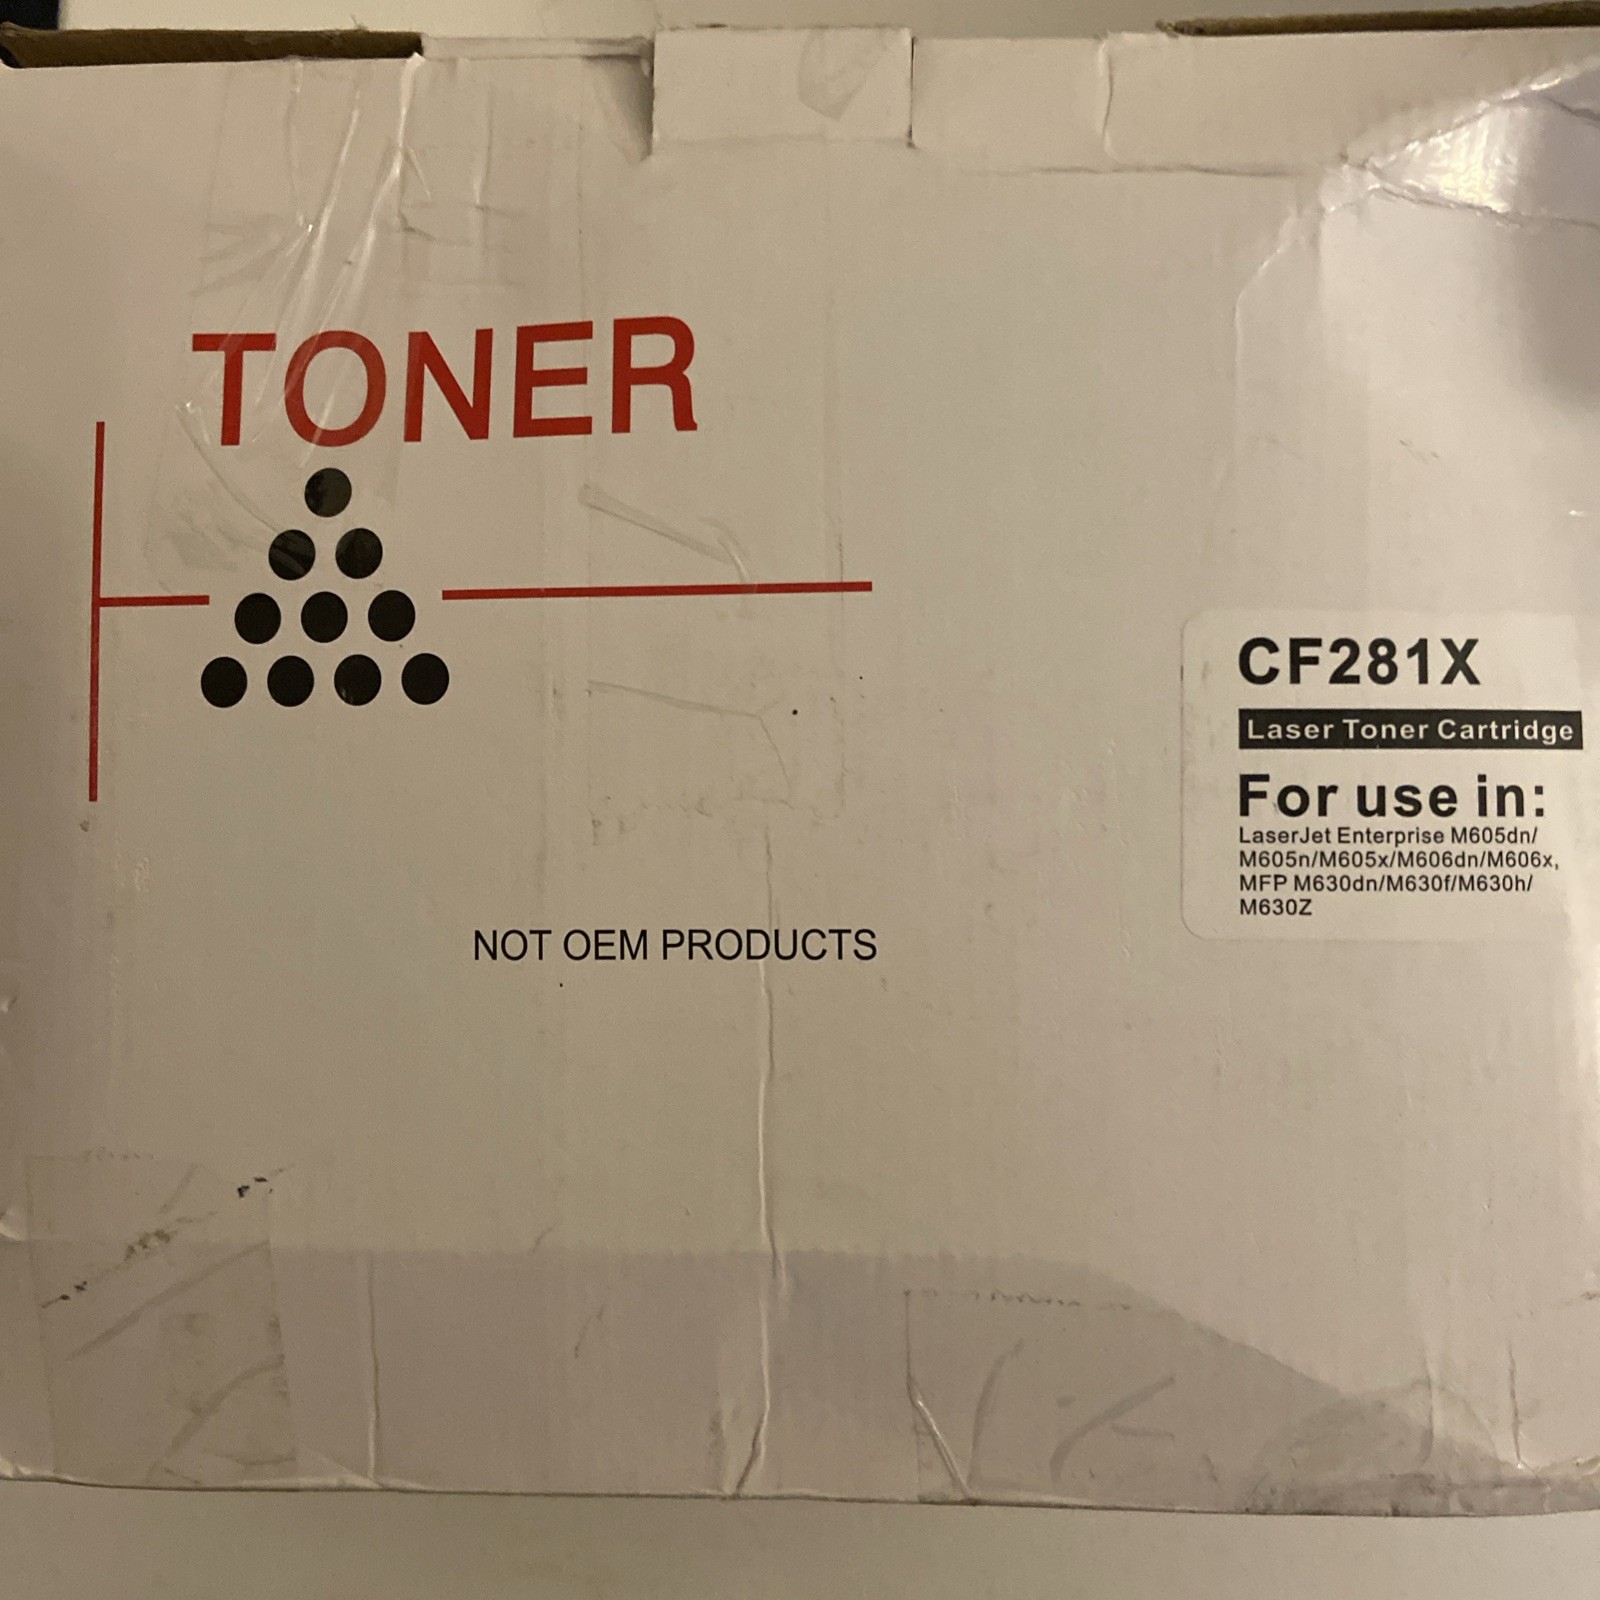 TONER
CF281X
Laser Toner Cartridge
For use in:
LaserJet Enterprise M605dn/
M605n/M605x/M606dn/M606x,
MFP M630dn/M630f/M630h/
M630Z
NOT OEM PRODUCTS